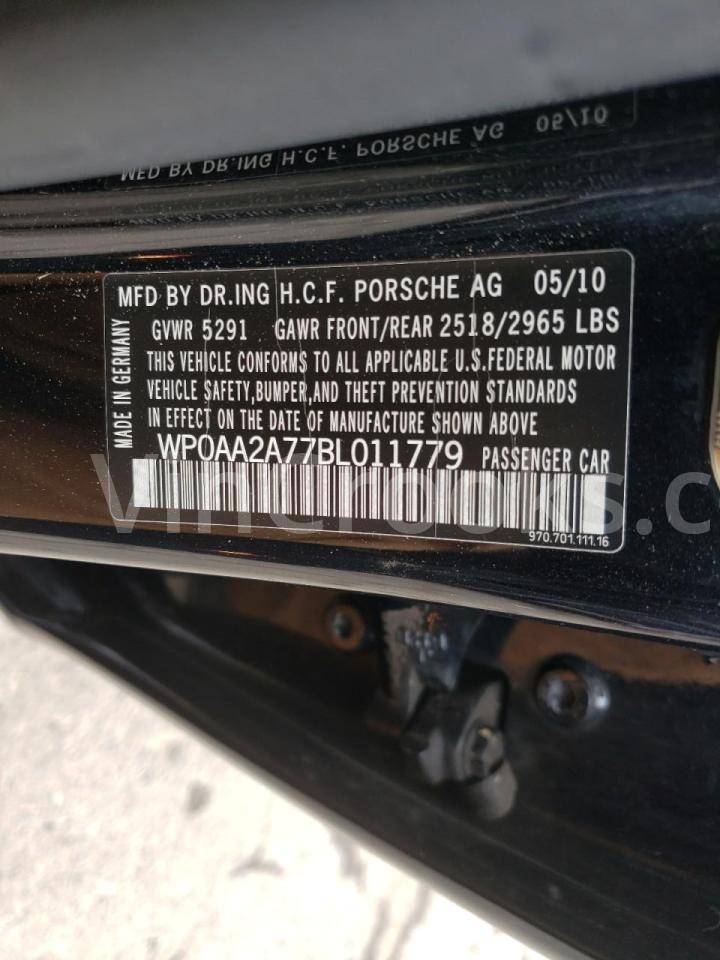 MFD BY DR.ING H.C.F. PORSCHE AG 05/10
MFD BY DR.ING H.C.F. PORSCHE AG 05/10
GVWR 5291 GAWR FRONT/REAR 2518/2965 LBS
THIS VEHICLE CONFORMS TO ALL APPLICABLE U.S.FEDERAL MOTOR
VEHICLE SAFETY,BUMPER,AND THEFT PREVENTION STANDARDS
IN EFFECT ON THE DATE OF MANUFACTURE SHOWN ABOVE.
WP0AA2A77BL011779 PASSENGER CAR
MADE IN GERMANY
970.701.111.16
VinCrooks.c